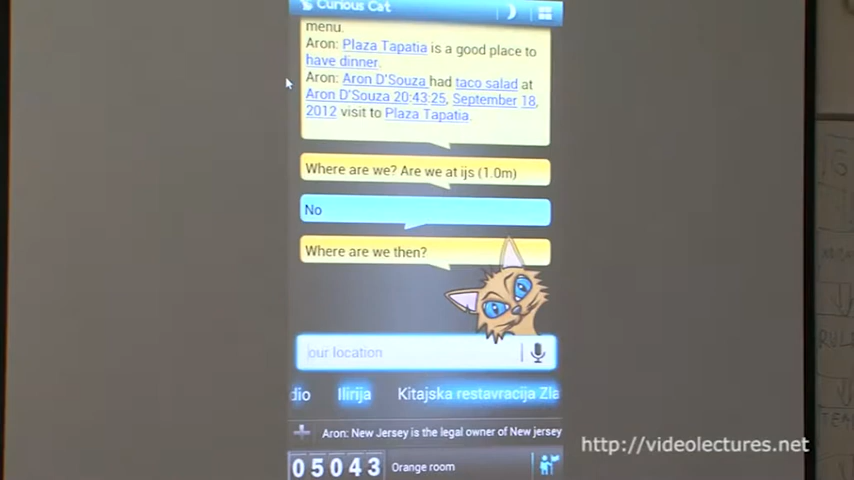 Curious Cat
menu.
Aron: Plaza Tapatia is a good place to
have dinner.
Aron: Aron D'Souza had taco salad at
Aron D'Souza 20:43:25, September 18,
2012 visit to Plaza Tapatia.
Where are we? Are we at ijs (1.0m)
No
Where are we then?
our location
dio Ilirija Kitajska restavracija Zla
Aron: New Jersey is the legal owner of New jersey
05043 Orange room
http://videolectures.net